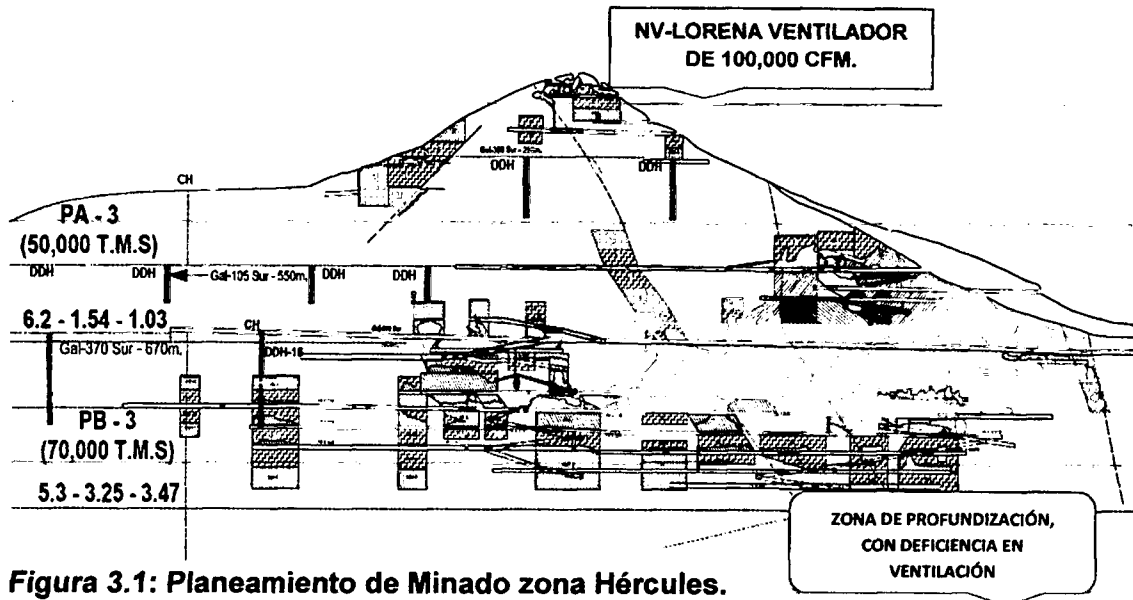 NV-LORENA VENTILADOR
DE 100,000 CFM.
Gal-300 Sur - 250m.
DDH
DDH
CH
PA - 3
(50,000 T.M.S)
DDH
DDH
Gal-105 Sur - 550m.
DDH
DDH
6.2 - 1.54 - 1.03
CH
Gal-370 Sur - 670m.
DDH-18
PB - 3
(70,000 T.M.S)
5.3 - 3.25 - 3.47
ZONA DE PROFUNDIZACIÓN,
CON DEFICIENCIA EN
VENTILACIÓN
Figura 3.1: Planeamiento de Minado zona Hércules.